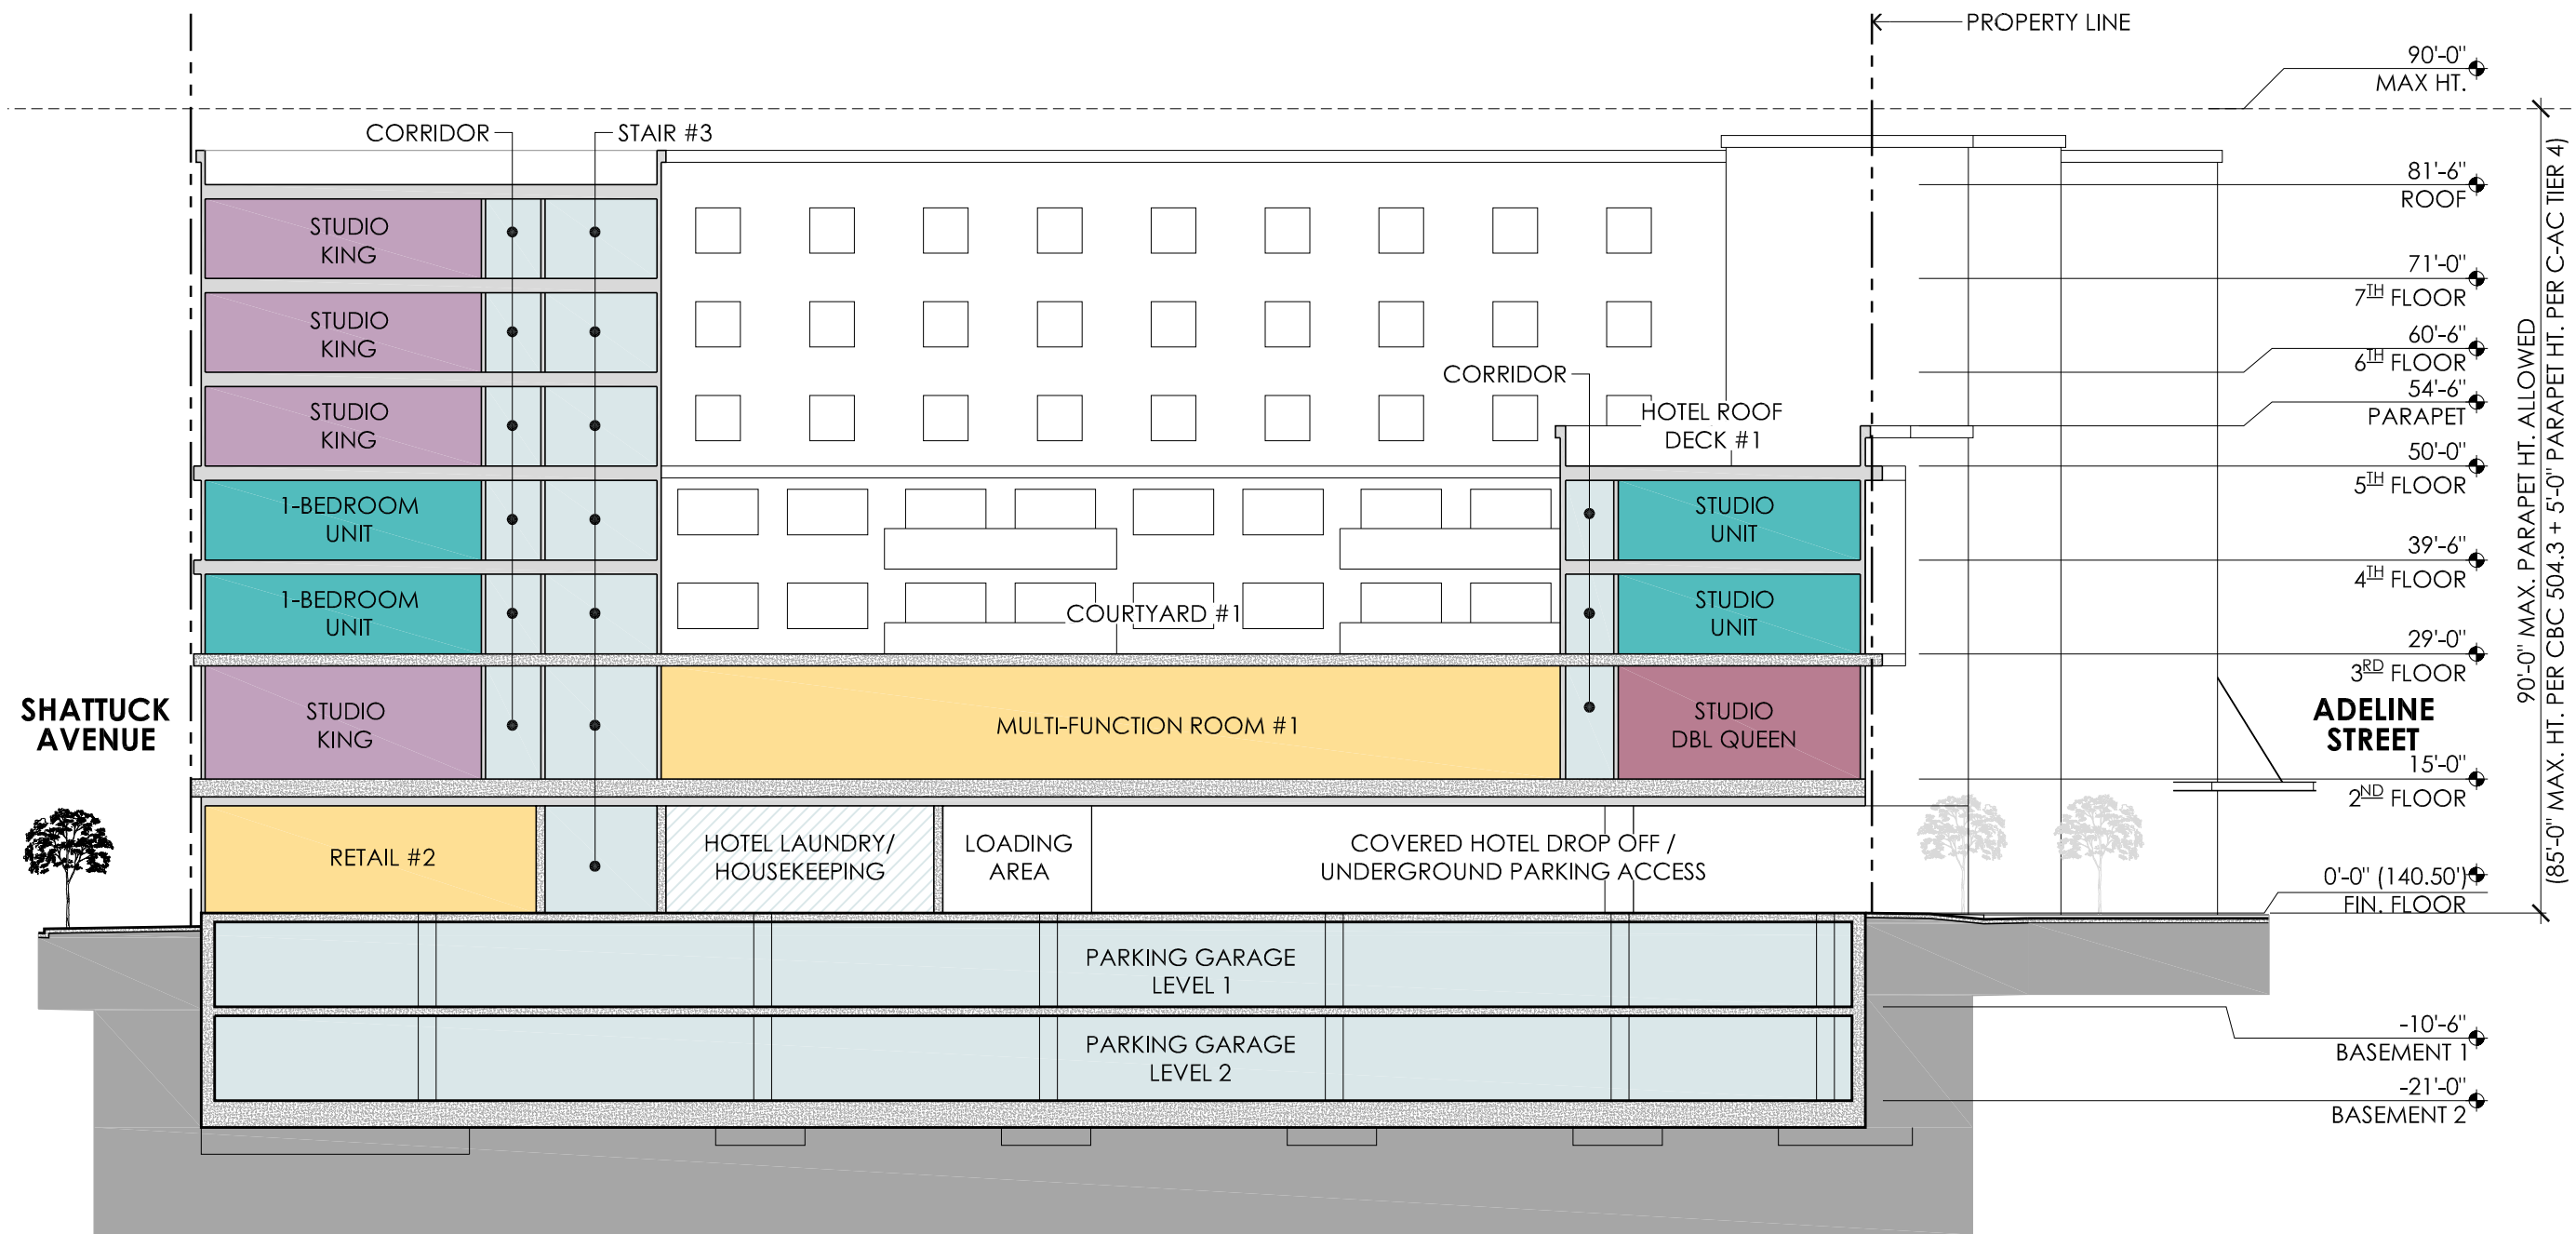 PROPERTY LINE
90'-0"
MAX HT.
CORRIDOR
STAIR #3
81'-6"
ROOF
STUDIO
KING
71'-0"
7TH FLOOR
STUDIO
KING
60'-6"
6TH FLOOR
CORRIDOR
54'-6"
PARAPET
STUDIO
KING
HOTEL ROOF
DECK #1
50'-0"
5TH FLOOR
1-BEDROOM
UNIT
STUDIO
UNIT
39'-6"
4TH FLOOR
1-BEDROOM
UNIT
COURTYARD #1
STUDIO
UNIT
29'-0"
3RD FLOOR
SHATTUCK
AVENUE
STUDIO
KING
MULTI-FUNCTION ROOM #1
STUDIO
DBL QUEEN
ADELINE
STREET
15'-0"
2ND FLOOR
RETAIL #2
HOTEL LAUNDRY/
HOUSEKEEPING
LOADING
AREA
COVERED HOTEL DROP OFF /
UNDERGROUND PARKING ACCESS
0'-0" (140.50')
FIN. FLOOR
PARKING GARAGE
LEVEL 1
-10'-6"
BASEMENT 1
PARKING GARAGE
LEVEL 2
-21'-0"
BASEMENT 2
90'-0" MAX. PARAPET HT. ALLOWED
(85'-0" MAX. HT. PER CBC 504.3 + 5'-0" PARAPET HT. PER C-AC TIER 4)